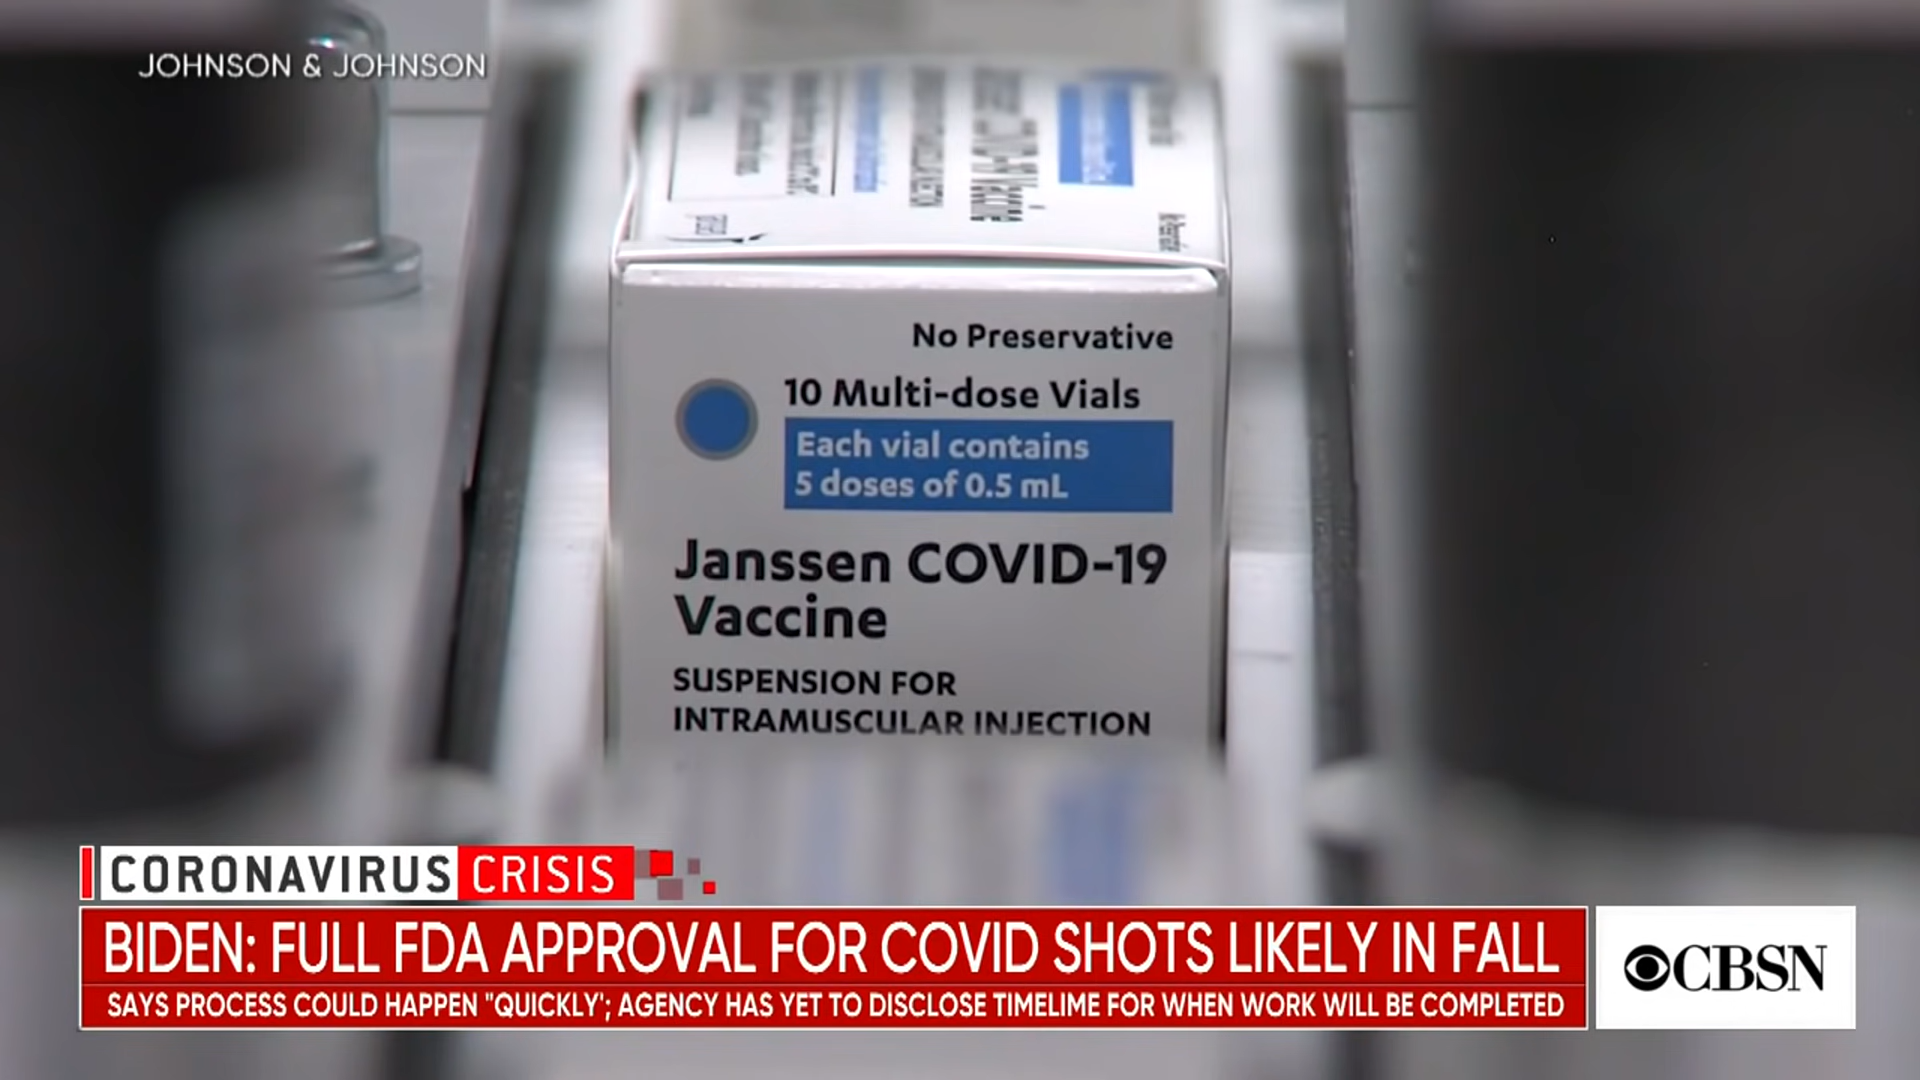 JOHNSON & JOHNSON
No Preservative
10 Multi-dose Vials
Each vial contains
5 doses of 0.5 mL
Janssen COVID-19
Vaccine
SUSPENSION FOR
INTRAMUSCULAR INJECTION
CORONAVIRUS CRISIS
BIDEN: FULL FDA APPROVAL FOR COVID SHOTS LIKELY IN FALL
SAYS PROCESS COULD HAPPEN "QUICKLY'; AGENCY HAS YET TO DISCLOSE TIMELIME FOR WHEN WORK WILL BE COMPLETED
CBSN